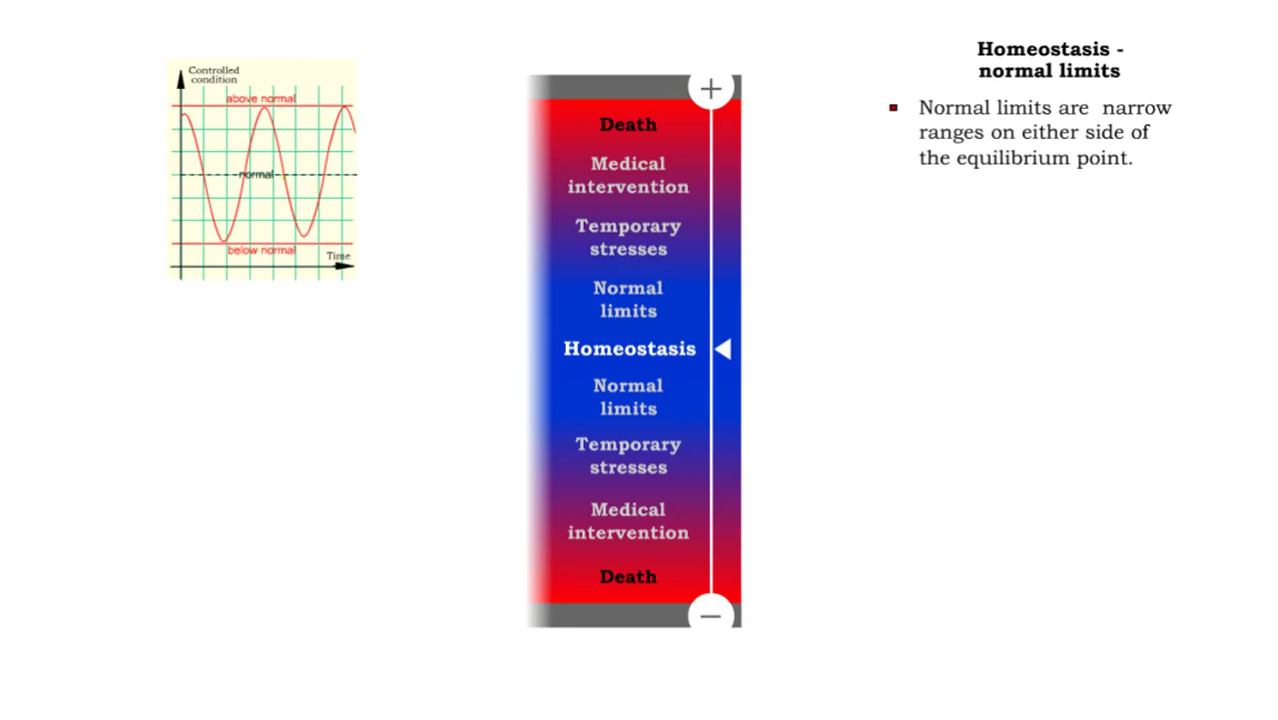 Controlled
condition
above normal
normal
below normal
Time
+
Death
Medical
intervention
Temporary
stresses
Normal
limits
Homeostasis
Normal
limits
Temporary
stresses
Medical
intervention
Death
−
Homeostasis -
normal limits
Normal limits are narrow
ranges on either side of
the equilibrium point.